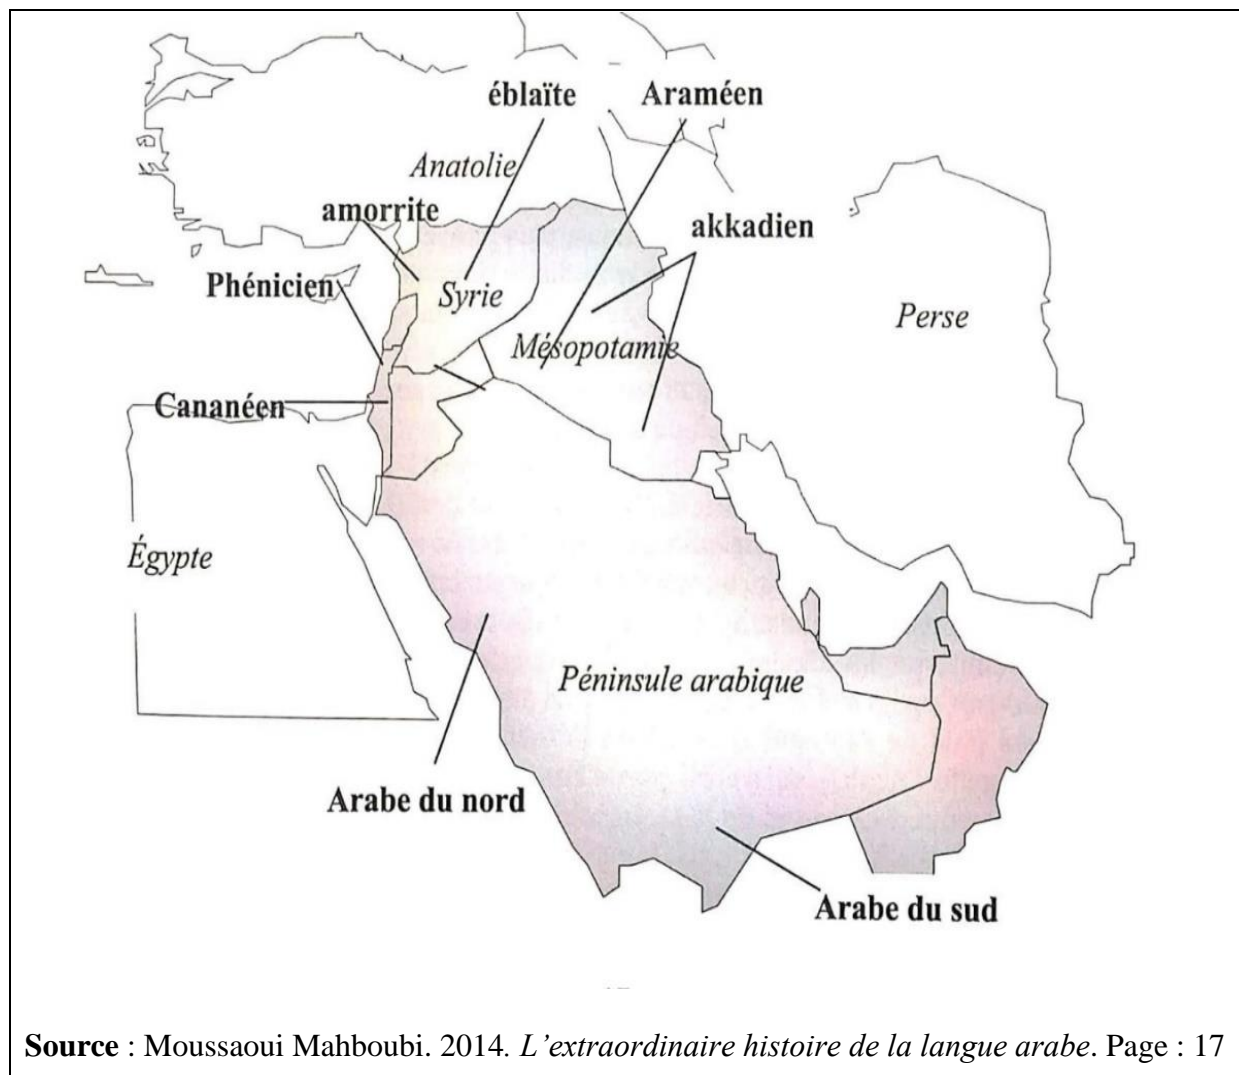 éblaïte Araméen
Anatolie
amorrite
akkadien
Phénicien
Syrie
Perse
Mésopotamie
Cananéen
Égypte
Péninsule arabique
Arabe du nord
Arabe du sud
Source : Moussaoui Mahboubi. 2014. L’extraordinaire histoire de la langue arabe. Page : 17